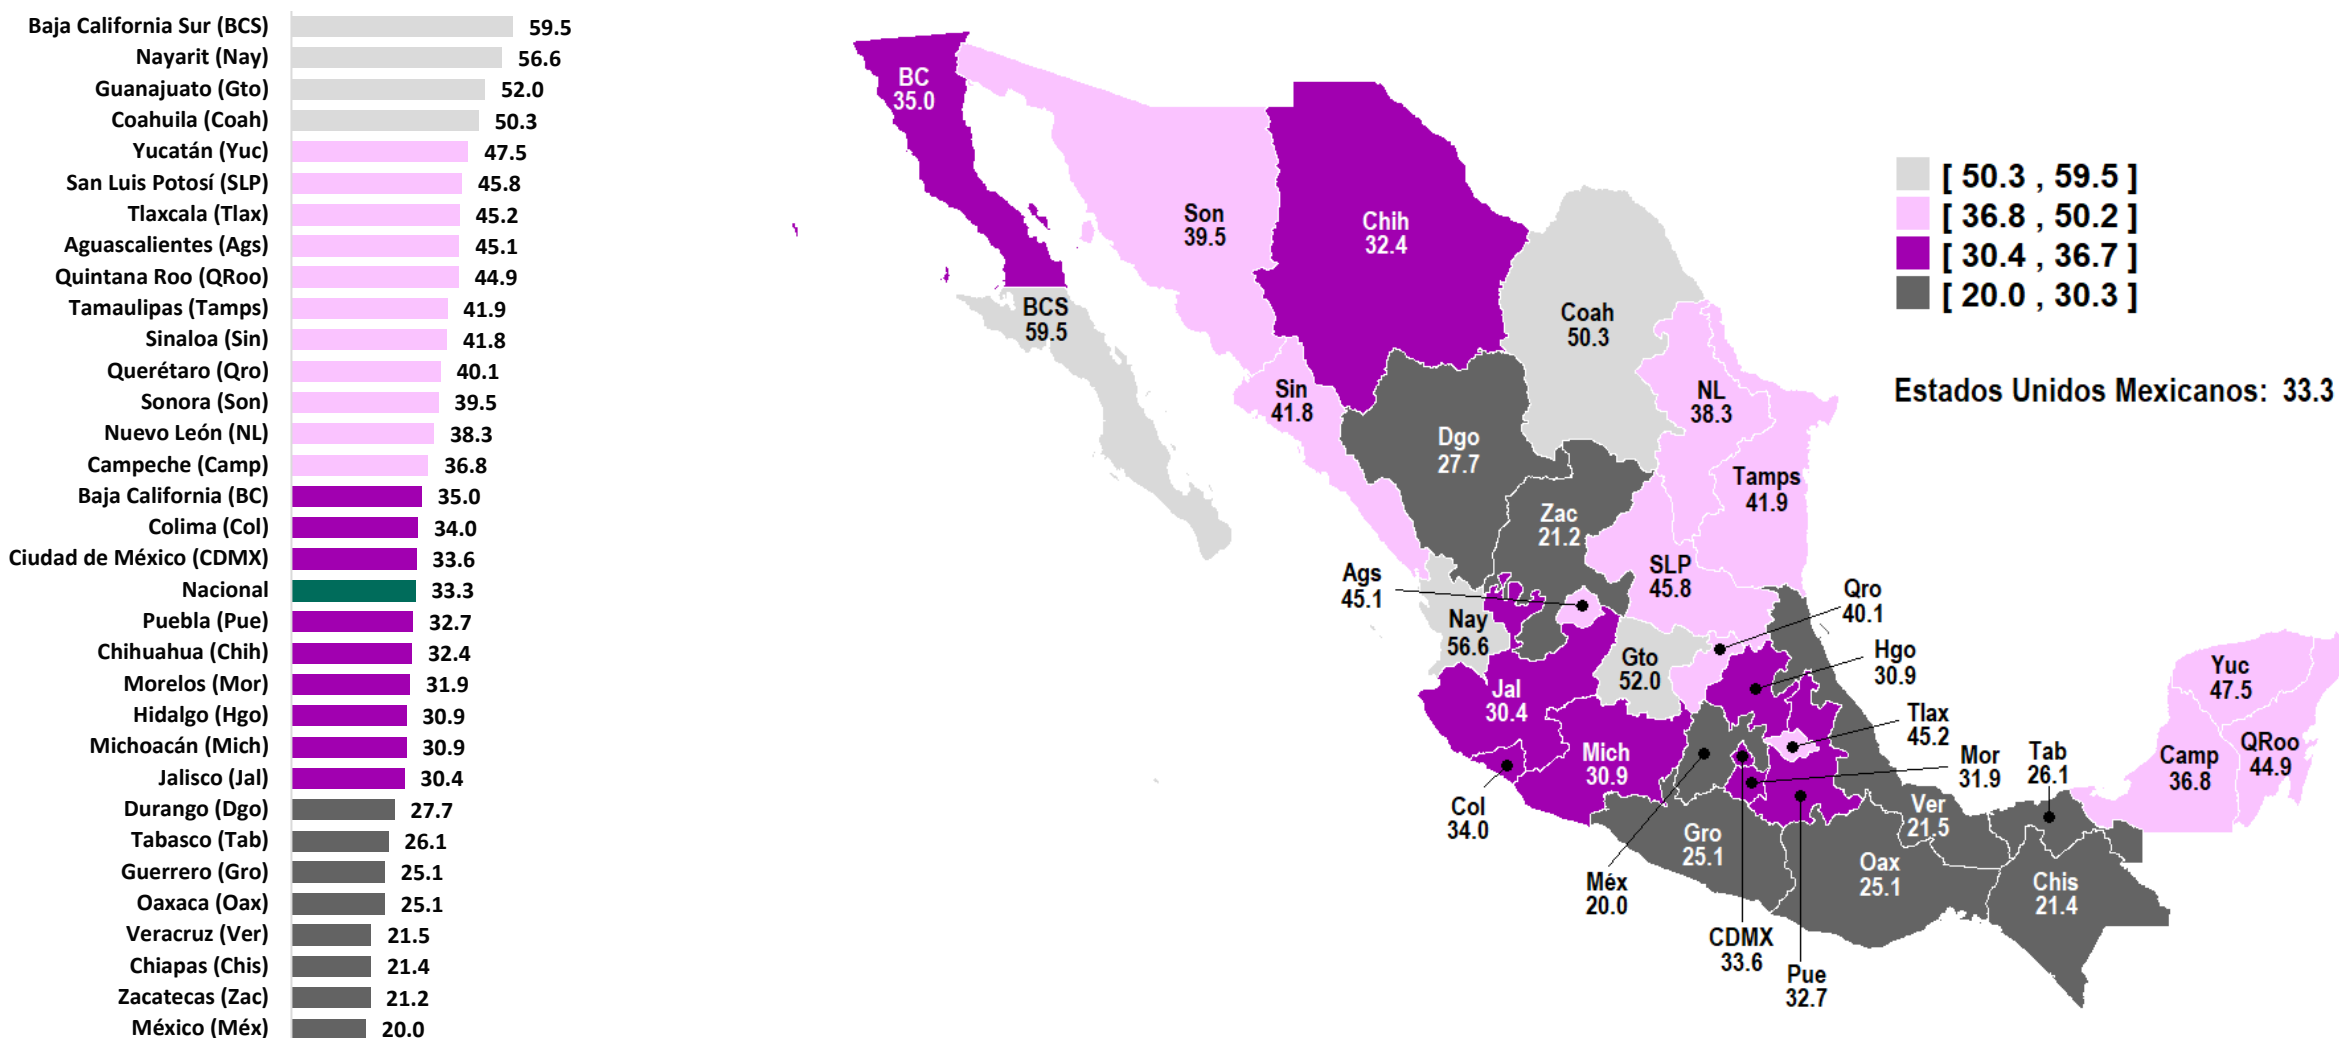 Baja California Sur (BCS) 59.5
Nayarit (Nay) 56.6
Guanajuato (Gto) 52.0
Coahuila (Coah) 50.3
Yucatán (Yuc) 47.5
San Luis Potosí (SLP) 45.8
Tlaxcala (Tlax) 45.2
Aguascalientes (Ags) 45.1
Quintana Roo (QRoo) 44.9
Tamaulipas (Tamps) 41.9
Sinaloa (Sin) 41.8
Querétaro (Qro) 40.1
Sonora (Son) 39.5
Nuevo León (NL) 38.3
Campeche (Camp) 36.8
Baja California (BC) 35.0
Colima (Col) 34.0
Ciudad de México (CDMX) 33.6
Nacional 33.3
Puebla (Pue) 32.7
Chihuahua (Chih) 32.4
Morelos (Mor) 31.9
Hidalgo (Hgo) 30.9
Michoacán (Mich) 30.9
Jalisco (Jal) 30.4
Durango (Dgo) 27.7
Tabasco (Tab) 26.1
Guerrero (Gro) 25.1
Oaxaca (Oax) 25.1
Veracruz (Ver) 21.5
Chiapas (Chis) 21.4
Zacatecas (Zac) 21.2
México (Méx) 20.0
BC
35.0
Son
39.5
Chih
32.4
BCS
59.5
Coah
50.3
Sin
41.8
NL
38.3
Dgo
27.7
Tamps
41.9
Zac
21.2
SLP
45.8
Ags
45.1
Nay
56.6
Qro
40.1
Gto
52.0
Hgo
30.9
Jal
30.4
Tlax
45.2
Mich
30.9
Mor
31.9
Tab
26.1
Yuc
47.5
QRoo
44.9
Camp
36.8
Col
34.0
Ver
21.5
Gro
25.1
Oax
25.1
Méx
20.0
Chis
21.4
CDMX
33.6
Pue
32.7
[ 50.3 , 59.5 ]
[ 36.8 , 50.2 ]
[ 30.4 , 36.7 ]
[ 20.0 , 30.3 ]
Estados Unidos Mexicanos: 33.3